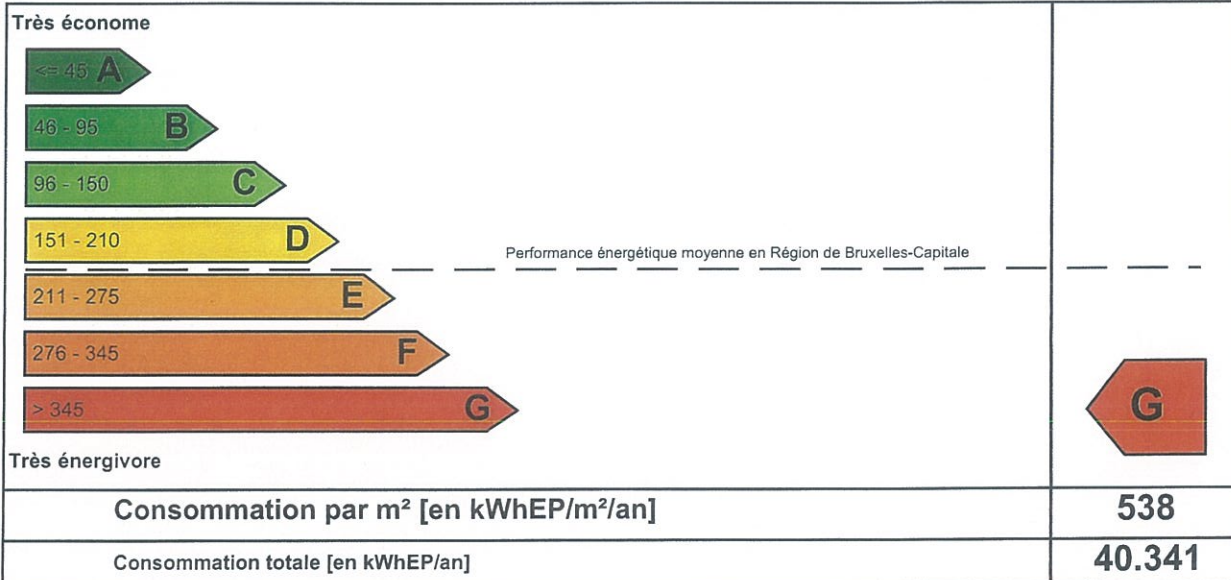 Très économe
<= 45 A
46 - 95 B
96 - 150 C
151 - 210 D
Performance énergétique moyenne en Région de Bruxelles-Capitale
211 - 275 E
276 - 345 F
> 345 G
G
Très énergivore
Consommation par m² [en kWhEP/m²/an] 538
Consommation totale [en kWhEP/an] 40.341